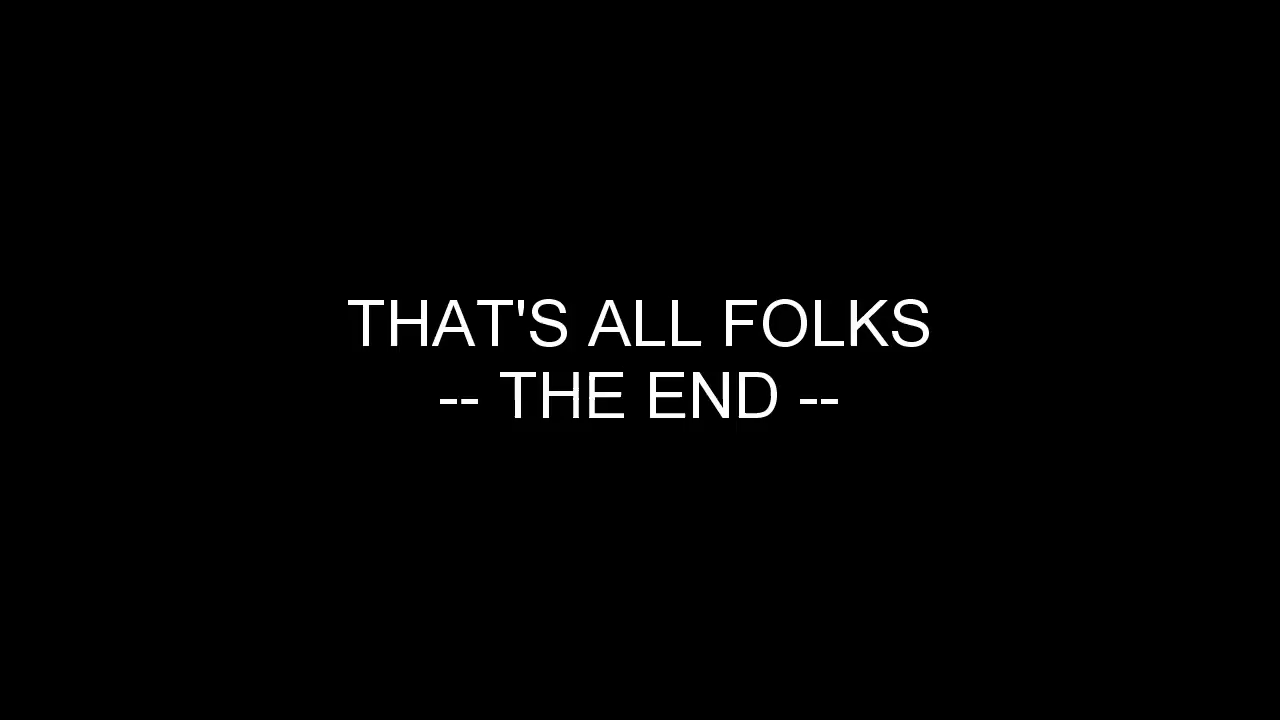 THAT'S ALL FOLKS
-- THE END --